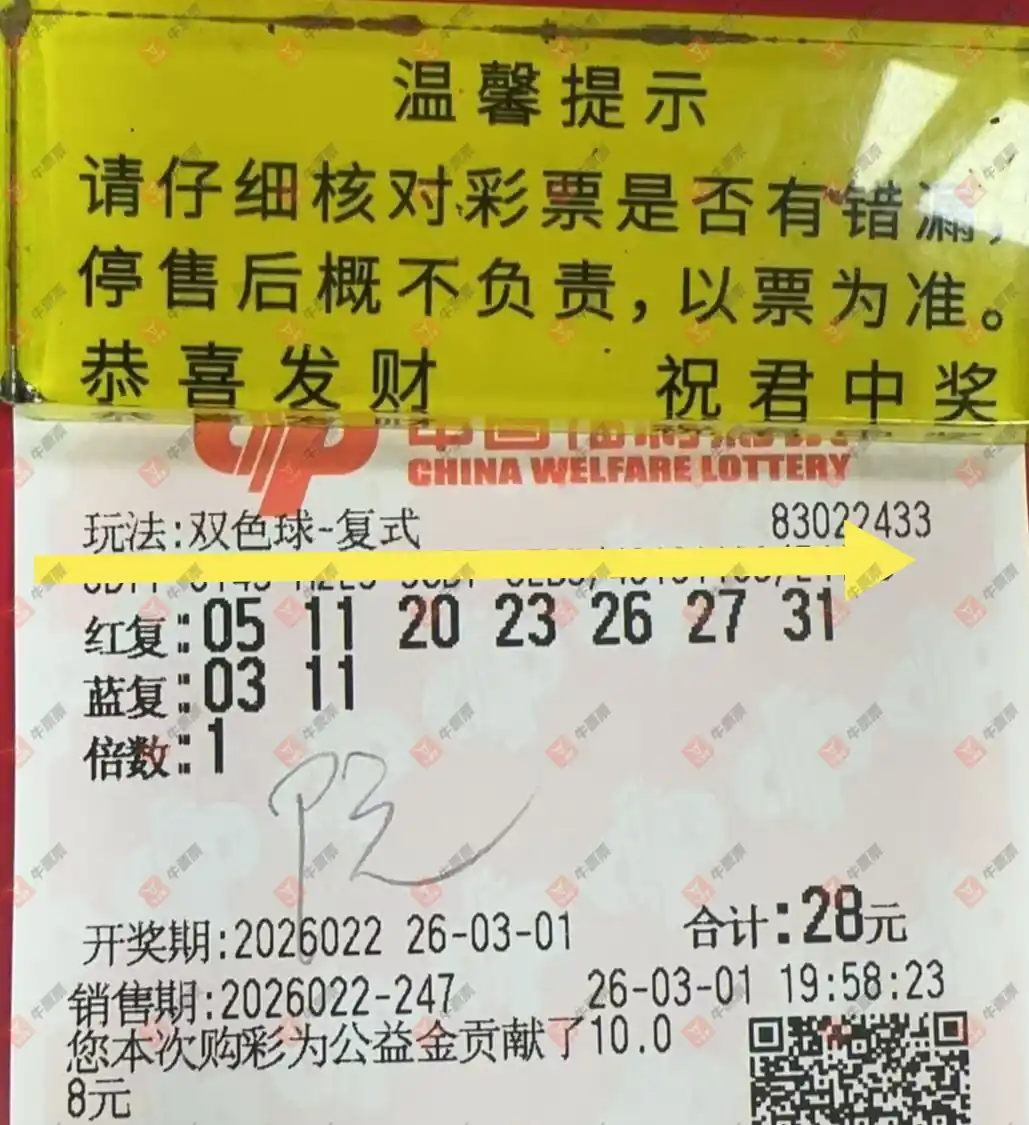 温馨提示
请仔细核对彩票是否有错漏,
停售后概不负责,以票为准。
恭喜发财 祝君中奖
CHINA WELFARE LOTTERY
玩法:双色球-复式 83022433
红复:05 11 20 23 26 27 31
蓝复:03 11
倍数:1
开奖期:2026022 26-03-01 合计:28元
销售期:2026022-247 26-03-01 19:58:23
您本次购彩为公益金贡献了10.0
8元